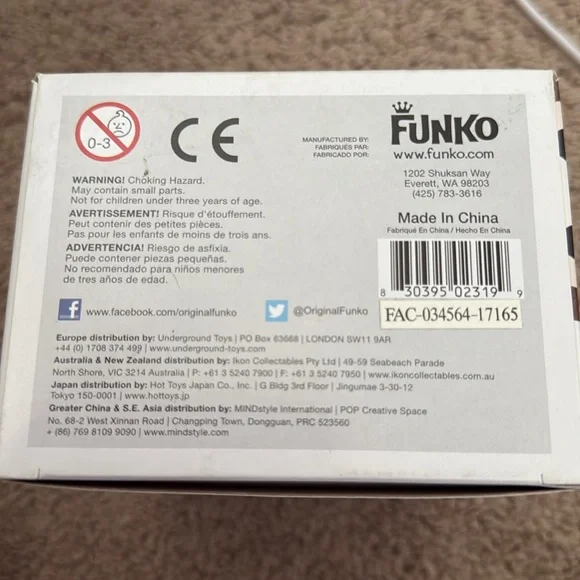 0-3
CE
MANUFACTURED BY:
FABRIQUÉS PAR:
FABRICADO POR:
FUNKO
www.funko.com
1202 Shuksan Way
Everett, WA 98203
(425) 783-3616
WARNING! Choking Hazard.
May contain small parts.
Not for children under three years of age.
AVERTISSEMENT! Risque d'étouffement.
Peut contenir des petites pièces.
Pas pour les enfants de moins de trois ans.
ADVERTENCIA! Riesgo de asfixia.
Puede contener piezas pequeñas.
No recomendado para niños menores
de tres años de edad.
Made In China
Fabriqué En China / Hecho En China
8 30395 02319 9
FAC-034564-17165
f www.facebook.com/originalfunko
@OriginalFunko
Europe distribution by: Underground Toys | PO Box 63668 | LONDON SW11 9AR
+44 (0) 1708 374 499 | www.underground-toys.com
Australia & New Zealand distribution by: Ikon Collectables Pty Ltd | 49-59 Seabeach Parade
North Shore, VIC 3214 Australia | P: +61 3 5240 7900 | F: +61 3 5240 7950 | www.ikoncollectables.com.au
Japan distribution by: Hot Toys Japan Co., Inc. | G Bldg 3rd Floor | Jingumae 3-30-12
Tokyo 150-0001 | www.hottoys.jp
Greater China & S.E. Asia distribution by: MINDstyle International | POP Creative Space
No. 68-2 West Xinnan Road | Changping Town, Dongguan, PRC 523560
+ (86) 769 8109 9090 | www.mindstyle.com